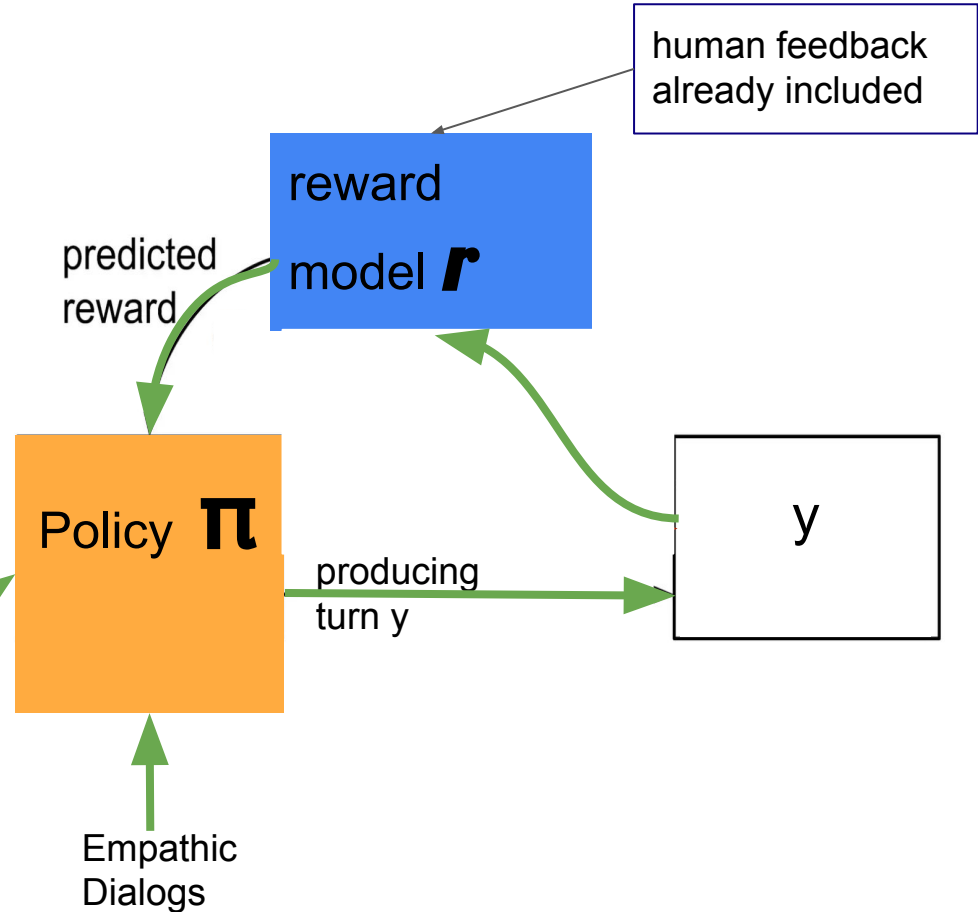 human feedback
already included
reward
model r
predicted
reward
Policy π
producing
turn y
y
Empathic
Dialogs